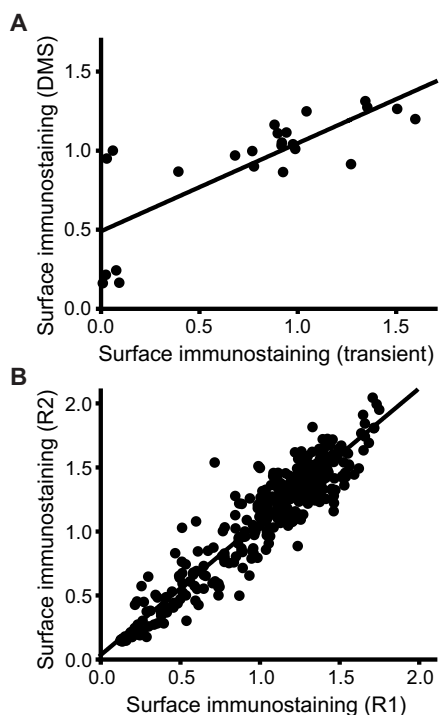 A
Surface immunostaining (DMS)
1.5
1.0
0.5
0.0
0.0 0.5 1.0 1.5
Surface immunostaining (transient)
B
Surface immunostaining (R2)
2.0
1.5
1.0
0.5
0.0
0.0 0.5 1.0 1.5 2.0
Surface immunostaining (R1)